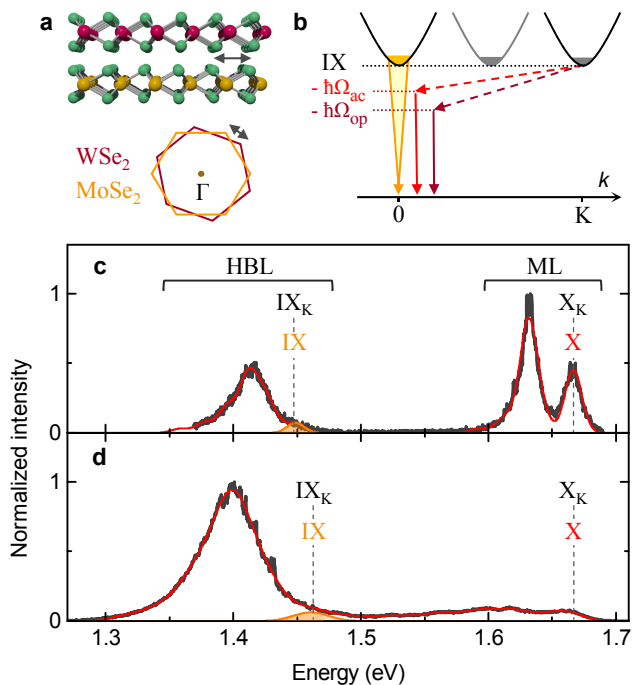 a
WSe₂
MoSe₂
Γ
b
IX
- ħΩac
- ħΩop
k
0
K
c
HBL
ML
1
IXK
XK
IX
X
0
d
1
IXK
XK
IX
X
0
1.3
1.4
1.5
1.6
1.7
Normalized intensity
Energy (eV)